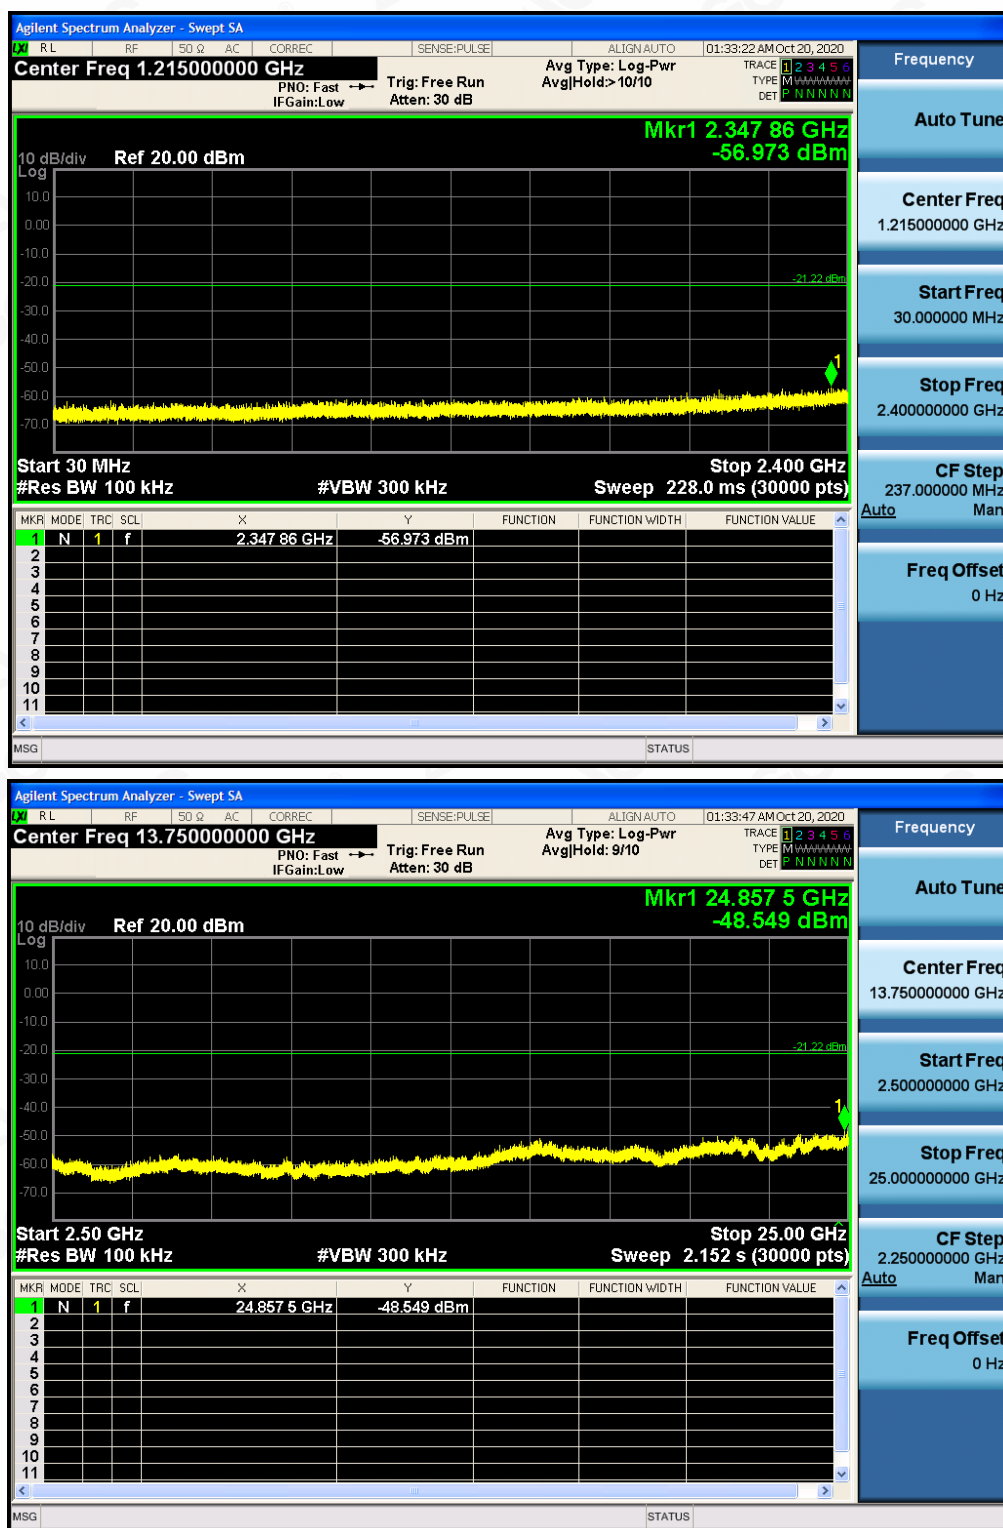 Agilent Spectrum Analyzer - Swept SA
LXI RL RF 50 Ω AC CORREC SENSE:PULSE ALIGN AUTO 01:33:22 AM Oct 20, 2020
Center Freq 1.215000000 GHz
PNO: Fast
IFGain:Low
Trig: Free Run
Atten: 30 dB
Avg Type: Log-Pwr
Avg|Hold:>10/10
TRACE 1 2 3 4 5 6
TYPE M
DET P N N N N N
Frequency
Auto Tune
Mkr1 2.347 86 GHz
-56.973 dBm
10 dB/div Ref 20.00 dBm
Log
10.0
0.00
-10.0
-20.0
-21.22 dBm
-30.0
-40.0
-50.0
1
-60.0
-70.0
Start 30 MHz Stop 2.400 GHz
#Res BW 100 kHz #VBW 300 kHz Sweep 228.0 ms (30000 pts)
Center Freq
1.215000000 GHz
Start Freq
30.000000 MHz
Stop Freq
2.400000000 GHz
CF Step
237.000000 MHz
Auto Man
Freq Offset
0 Hz
MKR MODE TRC SCL X Y FUNCTION FUNCTION WIDTH FUNCTION VALUE
1 N 1 f 2.347 86 GHz -56.973 dBm
2
3
4
5
6
7
8
9
10
11
MSG STATUS
Agilent Spectrum Analyzer - Swept SA
LXI RL RF 50 Ω AC CORREC SENSE:PULSE ALIGN AUTO 01:33:47 AM Oct 20, 2020
Center Freq 13.750000000 GHz
PNO: Fast
IFGain:Low
Trig: Free Run
Atten: 30 dB
Avg Type: Log-Pwr
Avg|Hold: 9/10
TRACE 1 2 3 4 5 6
TYPE M
DET P N N N N N
Frequency
Auto Tune
Mkr1 24.857 5 GHz
-48.549 dBm
10 dB/div Ref 20.00 dBm
Log
10.0
0.00
-10.0
-20.0
-21.22 dBm
-30.0
-40.0
1
-50.0
-60.0
-70.0
Start 2.50 GHz Stop 25.00 GHz
#Res BW 100 kHz #VBW 300 kHz Sweep 2.152 s (30000 pts)
Center Freq
13.750000000 GHz
Start Freq
2.500000000 GHz
Stop Freq
25.000000000 GHz
CF Step
2.250000000 GHz
Auto Man
Freq Offset
0 Hz
MKR MODE TRC SCL X Y FUNCTION FUNCTION WIDTH FUNCTION VALUE
1 N 1 f 24.857 5 GHz -48.549 dBm
2
3
4
5
6
7
8
9
10
11
MSG STATUS